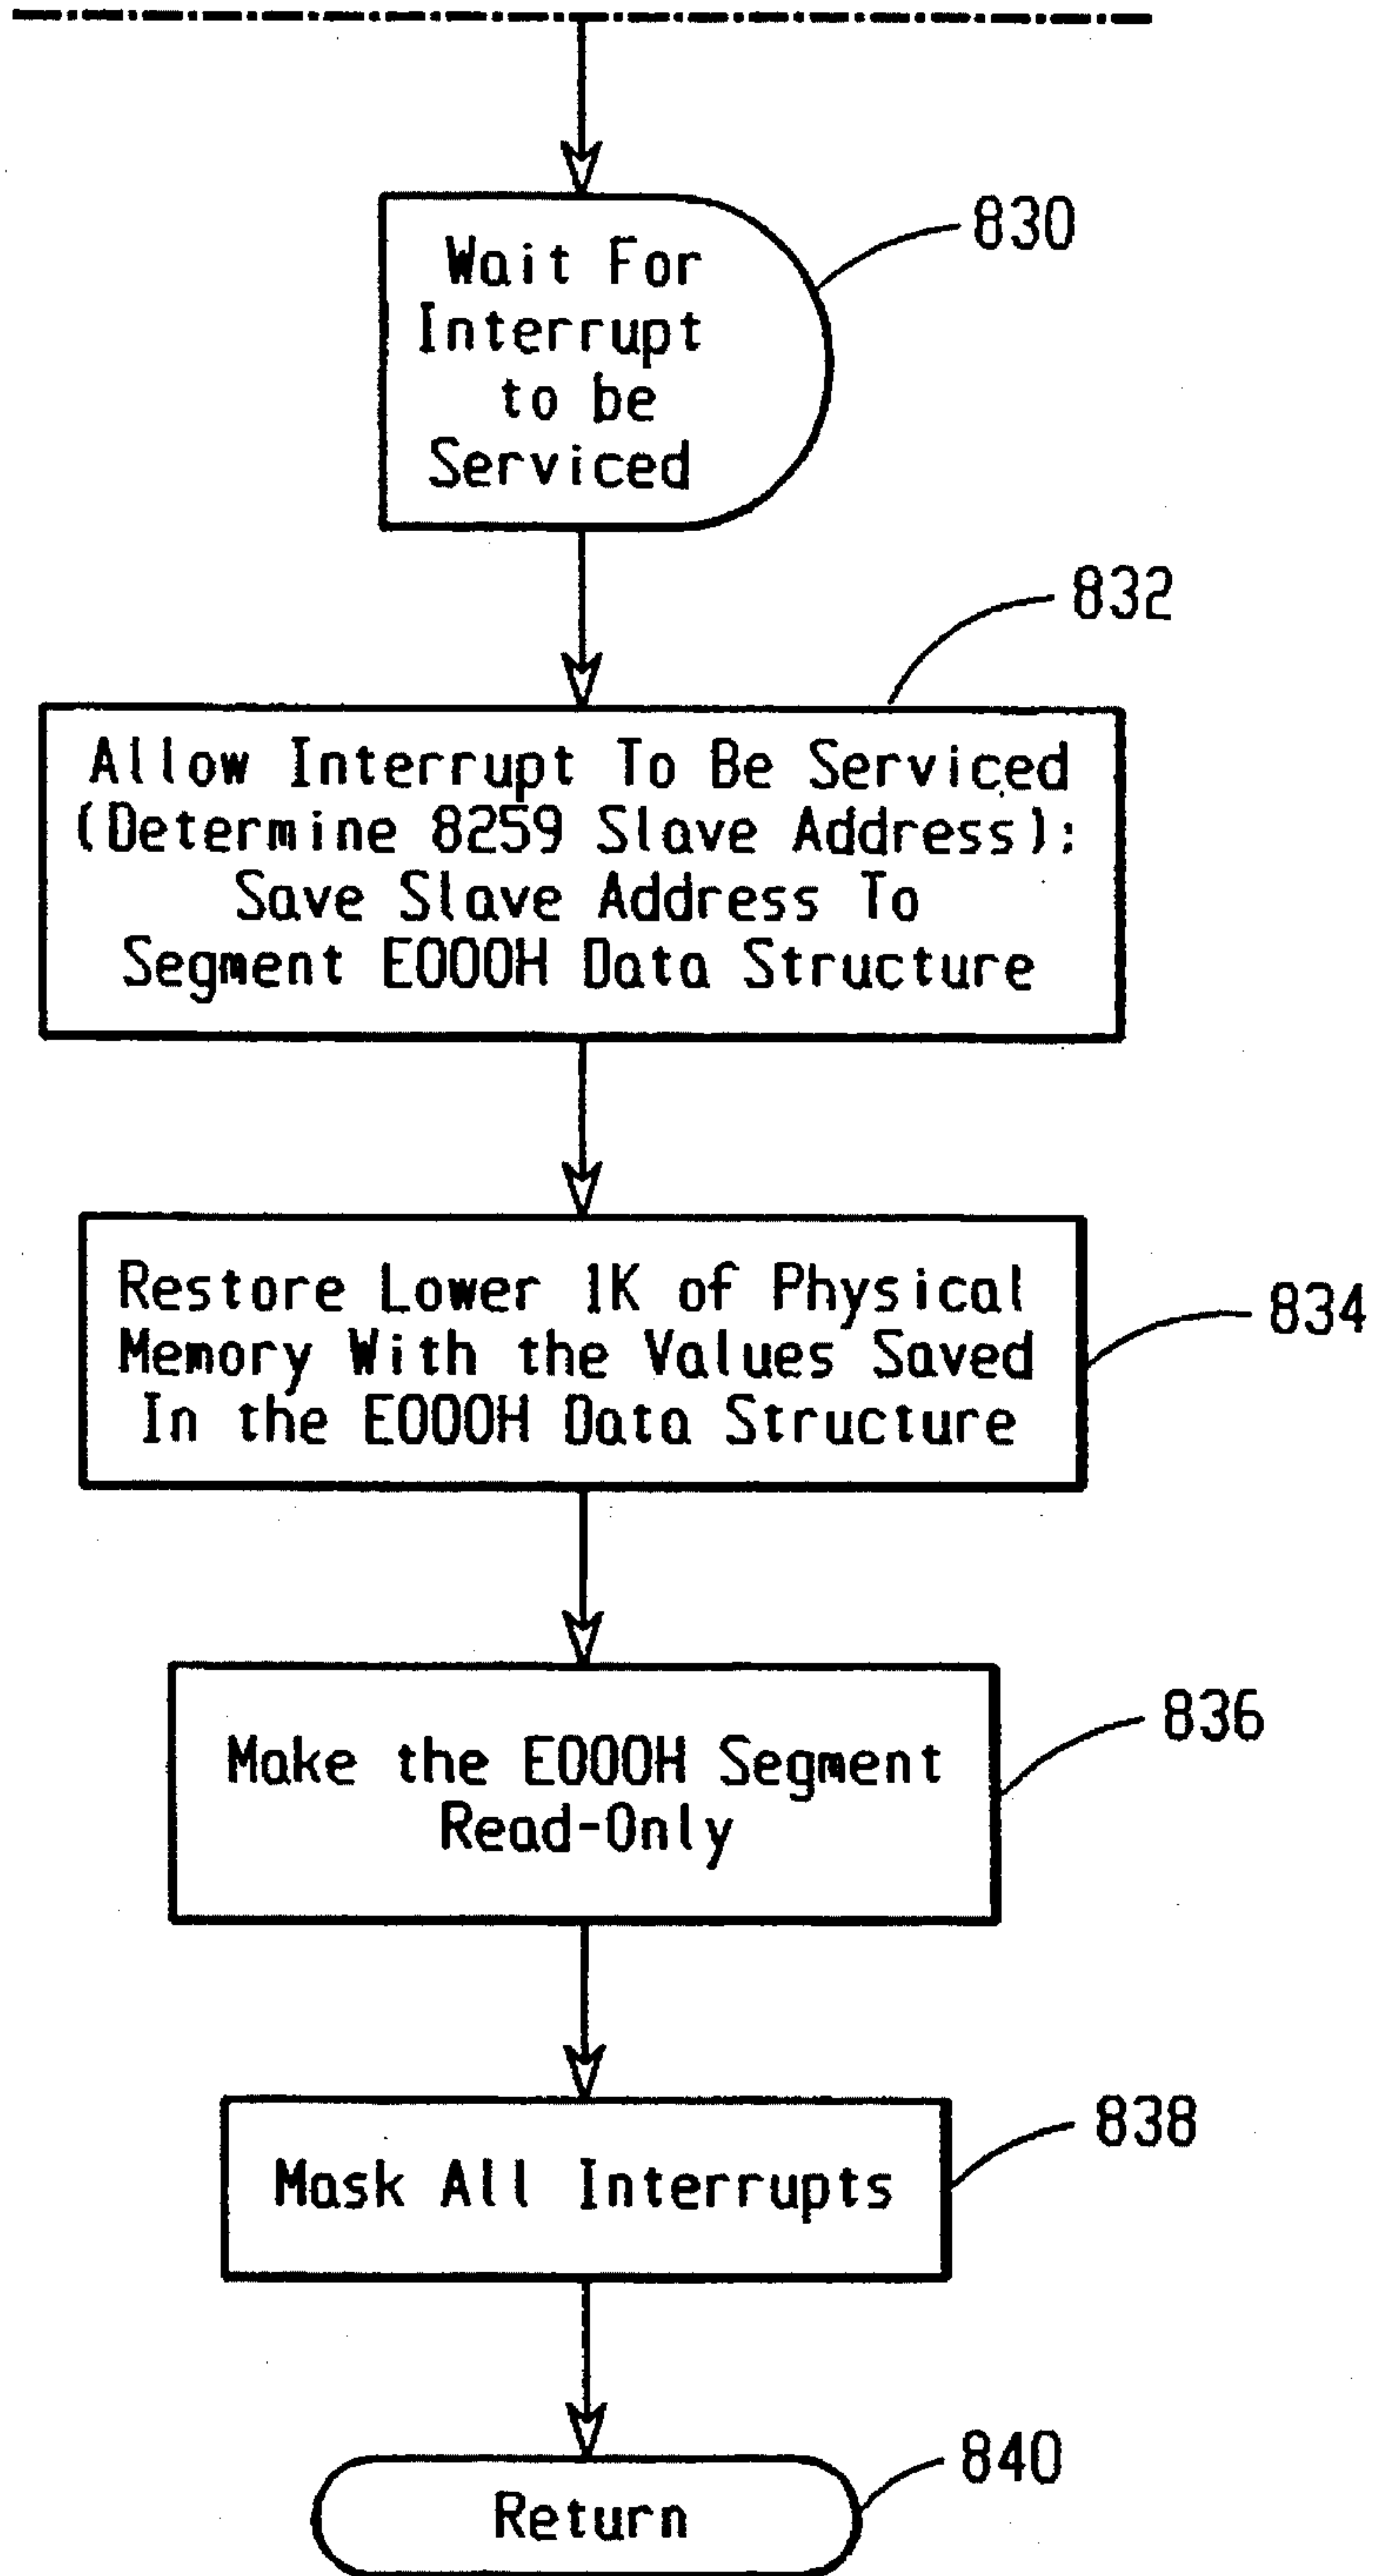 Wait For
Interrupt
to be
Serviced
830
832
Allow Interrupt To Be Serviced
(Determine 8259 Slave Address);
Save Slave Address To
Segment E000H Data Structure
Restore Lower 1K of Physical
Memory With the Values Saved
In the E000H Data Structure
834
Make the E000H Segment
Read-Only
836
Mask All Interrupts
838
Return
840